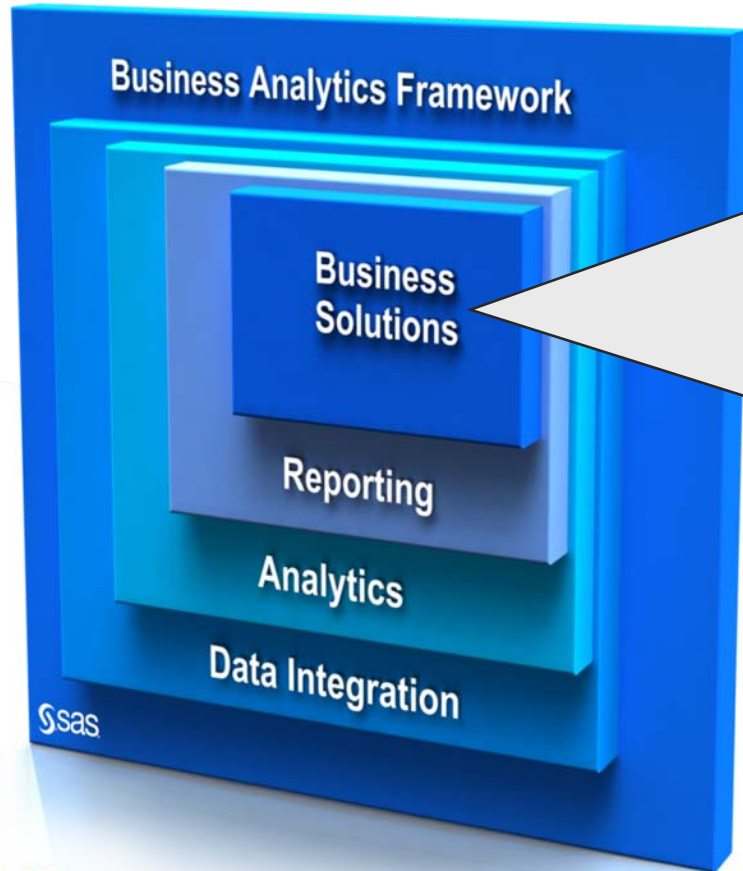 Business Analytics Framework
Business
Solutions
Reporting
Analytics
Data Integration
sas